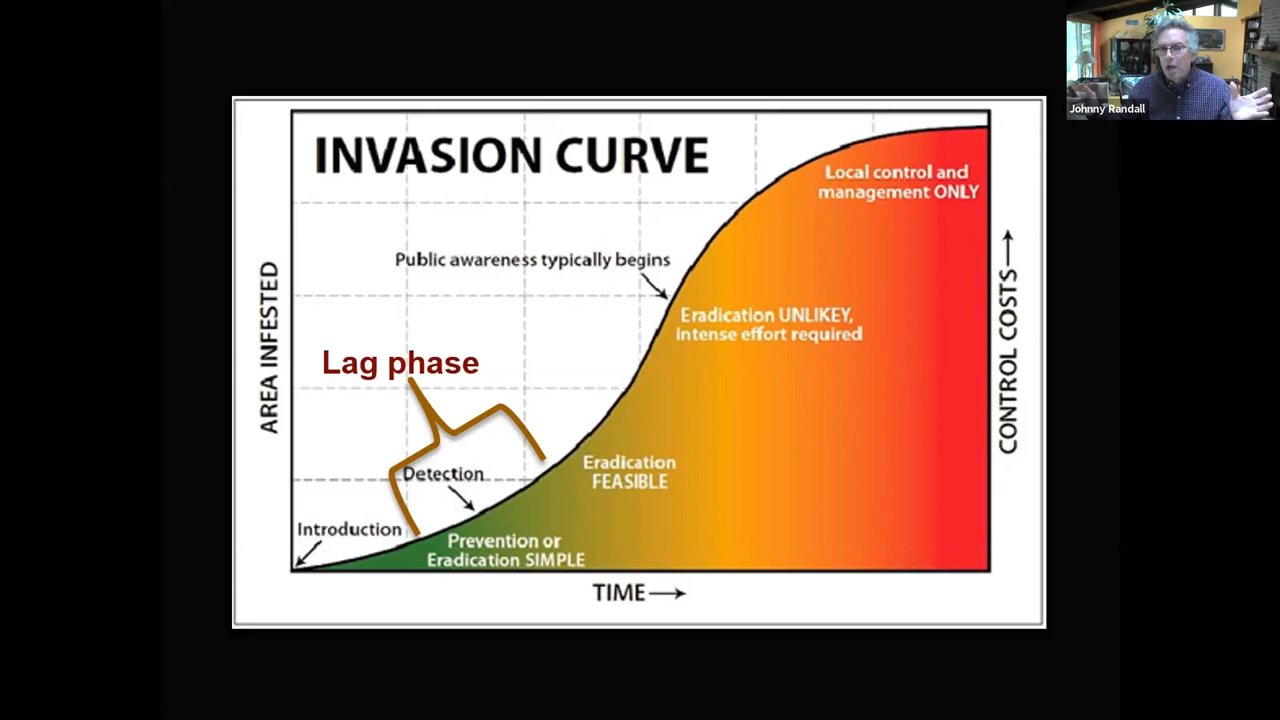 Johnny Randall
INVASION CURVE
Local control and
management ONLY
Public awareness typically begins
Eradication UNLIKEY,
intense effort required
Lag phase
Detection
Eradication
FEASIBLE
Introduction
Prevention or
Eradication SIMPLE
AREA INFESTED
CONTROL COSTS
TIME